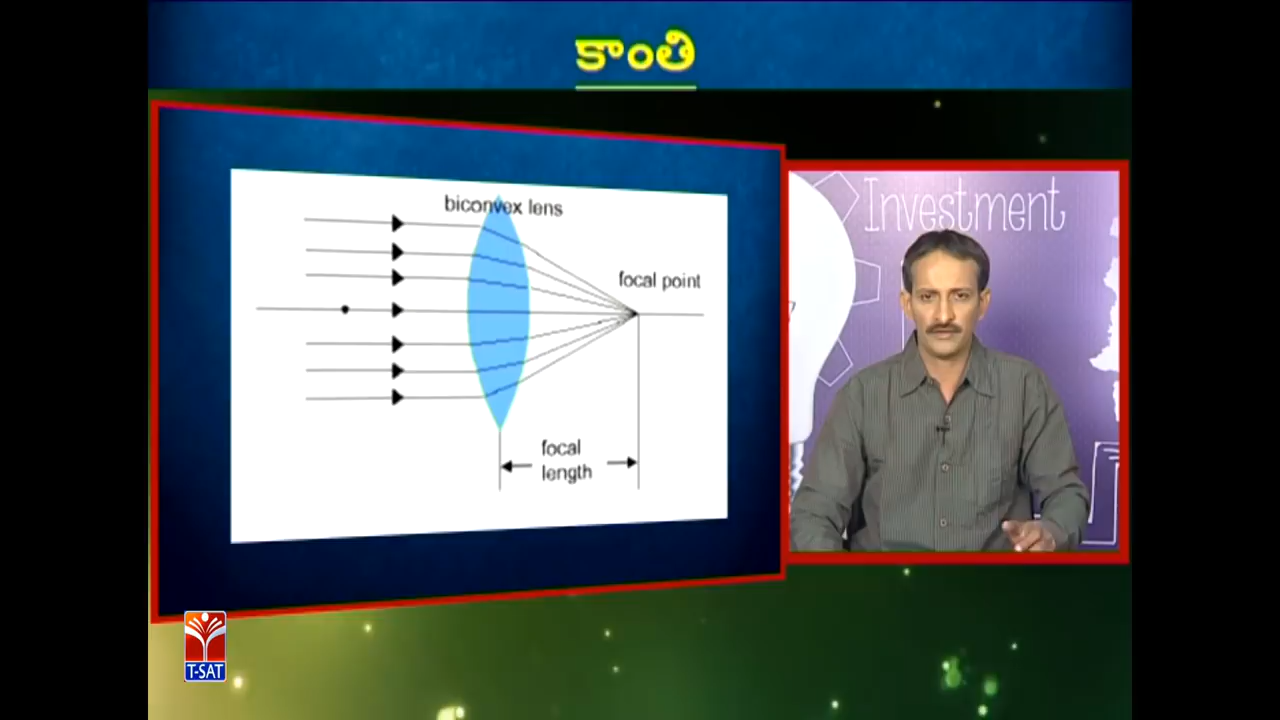 కాంతి
biconvex lens
focal point
focal
length
Investment
T-SAT